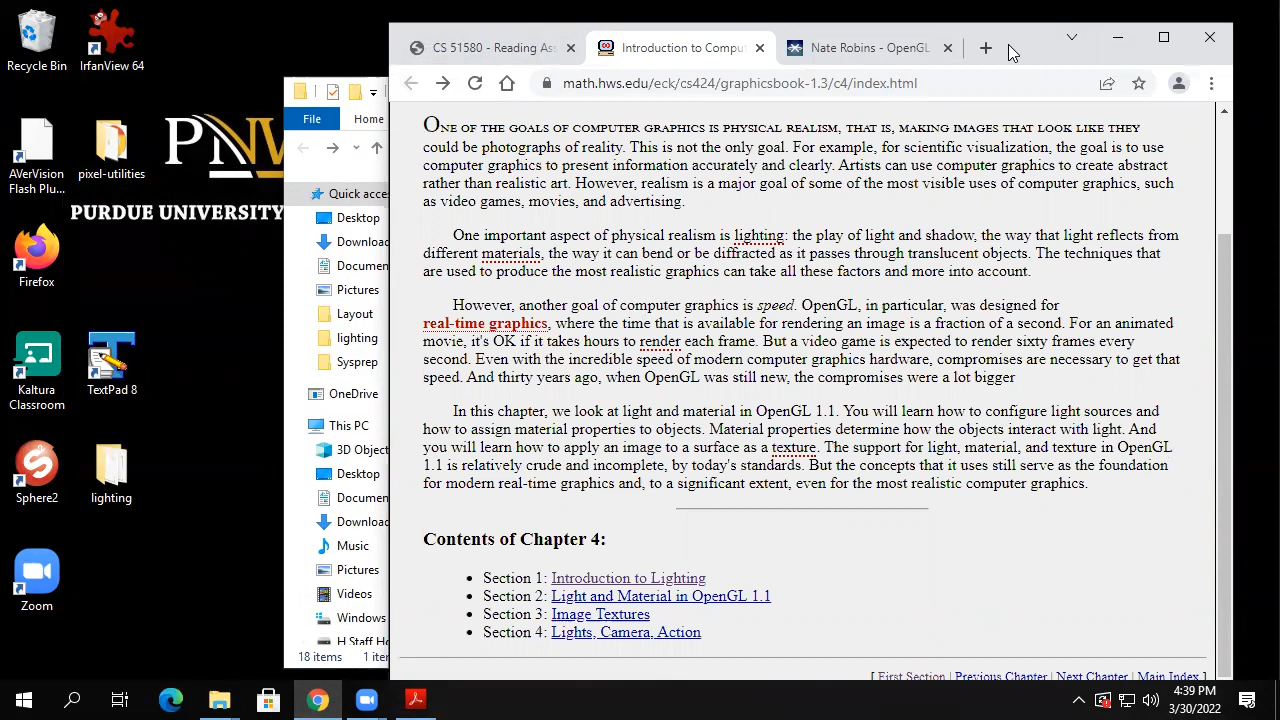 Recycle Bin
IrfanView 64
AVerVision
Flash Plu...
pixel-utilities
PNW
PURDUE UNIVERSITY
Firefox
Kaltura
Classroom
TextPad 8
Sphere2
lighting
Zoom
File
Home
Quick acces
Desktop
Downloa
Documen
Pictures
Layout
lighting
Sysprep
OneDrive
This PC
3D Object
Desktop
Documen
Downloa
Music
Pictures
Videos
Windows
H Staff Ho
18 items
1 iter
CS 51580 - Reading Ass
Introduction to Compu
Nate Robins - OpenGL
math.hws.edu/eck/cs424/graphicsbook-1.3/c4/index.html
ONE OF THE GOALS OF COMPUTER GRAPHICS IS PHYSICAL REALISM, THAT IS, MAKING IMAGES THAT LOOK LIKE THEY
could be photographs of reality. This is not the only goal. For example, for scientific visualization, the goal is to use
computer graphics to present information accurately and clearly. Artists can use computer graphics to create abstract
rather than realistic art. However, realism is a major goal of some of the most visible uses of computer graphics, such
as video games, movies, and advertising.
One important aspect of physical realism is lighting: the play of light and shadow, the way that light reflects from
different materials, the way it can bend or be diffracted as it passes through translucent objects. The techniques that
are used to produce the most realistic graphics can take all these factors and more into account.
However, another goal of computer graphics is speed. OpenGL, in particular, was designed for
real-time graphics, where the time that is available for rendering an image is a fraction of a second. For an animated
movie, it's OK if it takes hours to render each frame. But a video game is expected to render sixty frames every
second. Even with the incredible speed of modern computer graphics hardware, compromises are necessary to get that
speed. And thirty years ago, when OpenGL was still new, the compromises were a lot bigger
In this chapter, we look at light and material in OpenGL 1.1. You will learn how to configure light sources and
how to assign material properties to objects. Material properties determine how the objects interact with light. And
you will learn how to apply an image to a surface as a texture. The support for light, material, and texture in OpenGL
1.1 is relatively crude and incomplete, by today's standards. But the concepts that it uses still serve as the foundation
for modern real-time graphics and, to a significant extent, even for the most realistic computer graphics.
Contents of Chapter 4:
• Section 1: Introduction to Lighting
• Section 2: Light and Material in OpenGL 1.1
• Section 3: Image Textures
• Section 4: Lights, Camera, Action
[ First Section | Previous Chapter | Next Chapter | Main Index ]
4:39 PM
3/30/2022